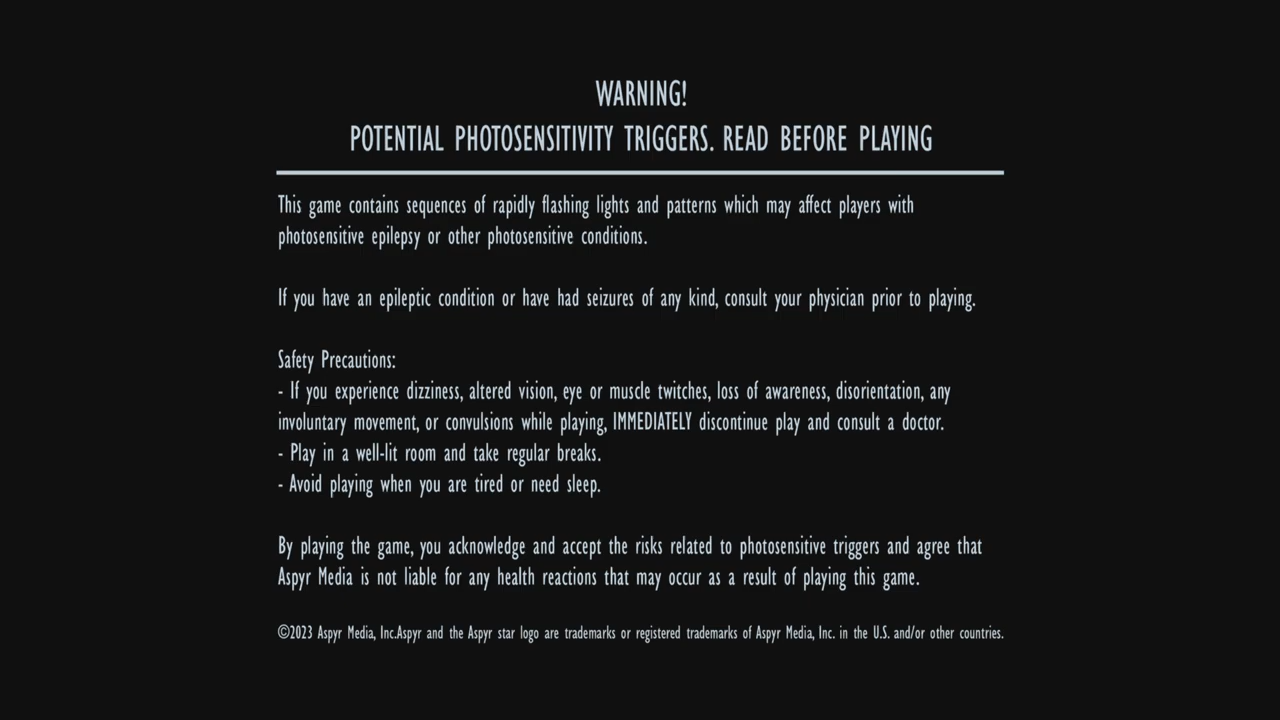 WARNING!
POTENTIAL PHOTOSENSITIVITY TRIGGERS. READ BEFORE PLAYING
This game contains sequences of rapidly flashing lights and patterns which may affect players with
photosensitive epilepsy or other photosensitive conditions.
If you have an epileptic condition or have had seizures of any kind, consult your physician prior to playing.
Safety Precautions:
- If you experience dizziness, altered vision, eye or muscle twitches, loss of awareness, disorientation, any
involuntary movement, or convulsions while playing, IMMEDIATELY discontinue play and consult a doctor.
- Play in a well-lit room and take regular breaks.
- Avoid playing when you are tired or need sleep.
By playing the game, you acknowledge and accept the risks related to photosensitive triggers and agree that
Aspyr Media is not liable for any health reactions that may occur as a result of playing this game.
©2023 Aspyr Media, Inc.Aspyr and the Aspyr star logo are trademarks or registered trademarks of Aspyr Media, Inc. in the U.S. and/or other countries.